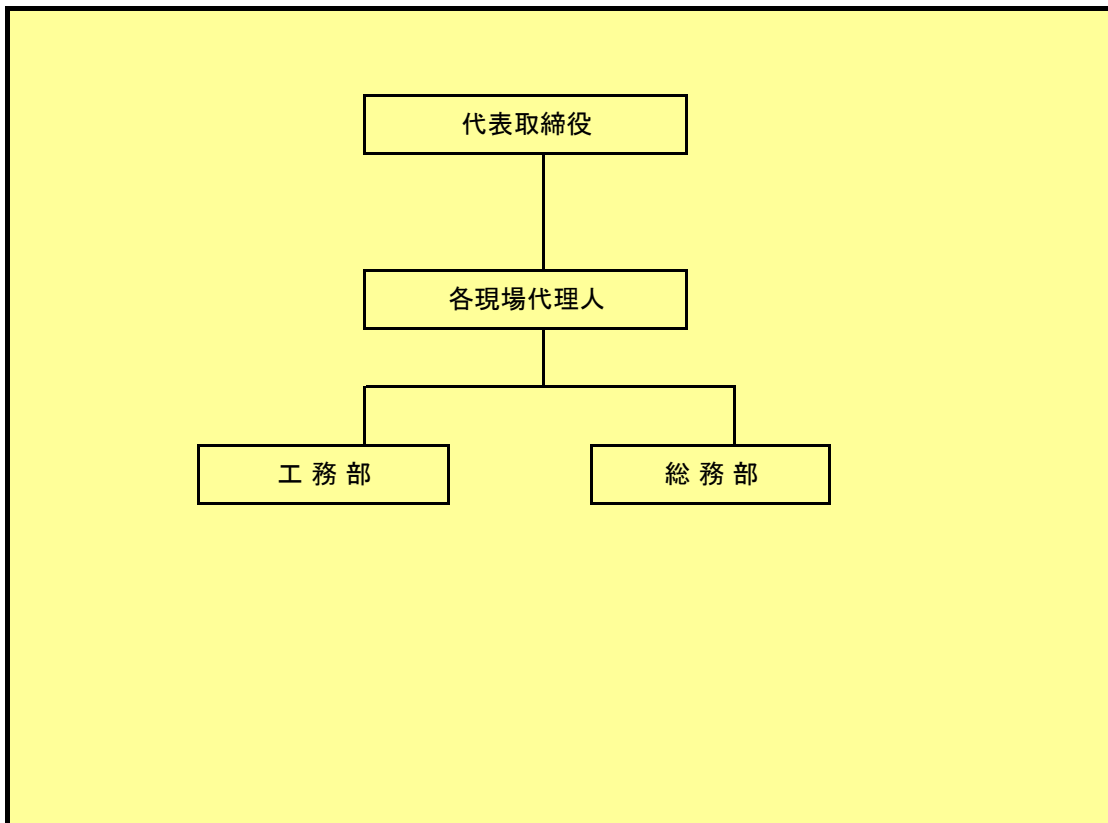 代表取締役
各現場代理人
工 務 部
総 務 部